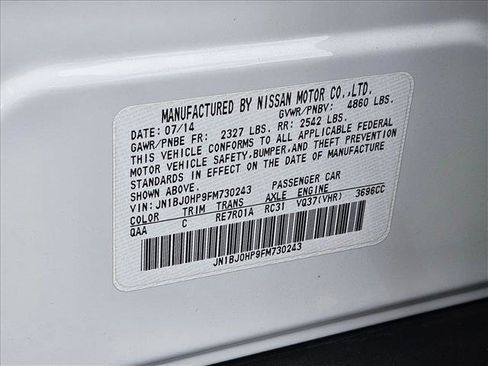 MANUFACTURED BY NISSAN MOTOR CO.,LTD.
DATE: 07/14 GVWR/PNBV: 4860 LBS.
GAWR/PNBE FR: 2327 LBS. RR: 2542 LBS.
THIS VEHICLE CONFORMS TO ALL APPLICABLE FEDERAL
MOTOR VEHICLE SAFETY, BUMPER, AND THEFT PREVENTION
STANDARDS IN EFFECT ON THE DATE OF MANUFACTURE
SHOWN ABOVE.
VIN: JN1BJ0HP9FM730243 PASSENGER CAR
COLOR TRIM TRANS AXLE ENGINE
QAA C RE7R01A RC31 VQ37(VHR) 3696CC
JN1BJ0HP9FM730243